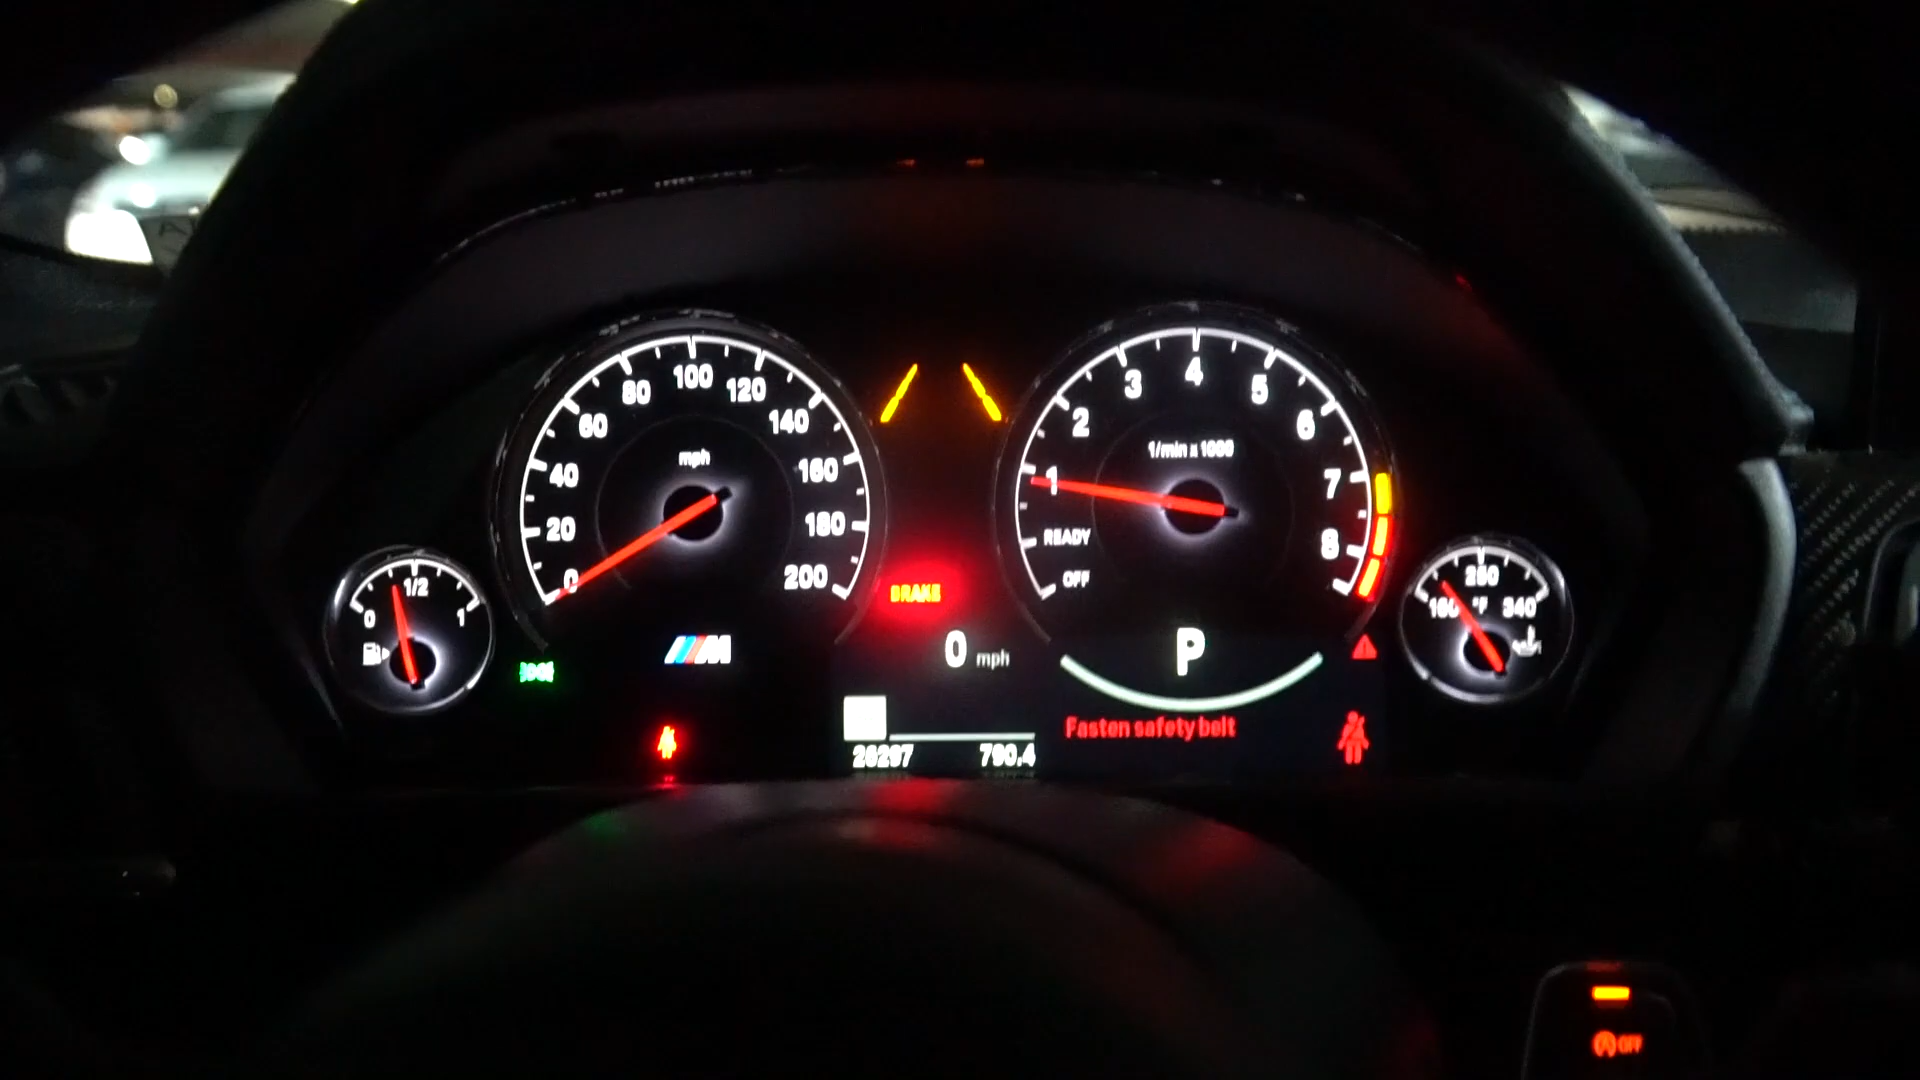 0
20
40
60
80
100
120
140
160
180
200
mph
OFF
READY
1
2
3
4
5
6
7
8
1/min x 1000
0
1/2
1
BRAKE
M
0 mph
P
160
260
340
°F
Fasten safety belt
26297 790.4
OFF